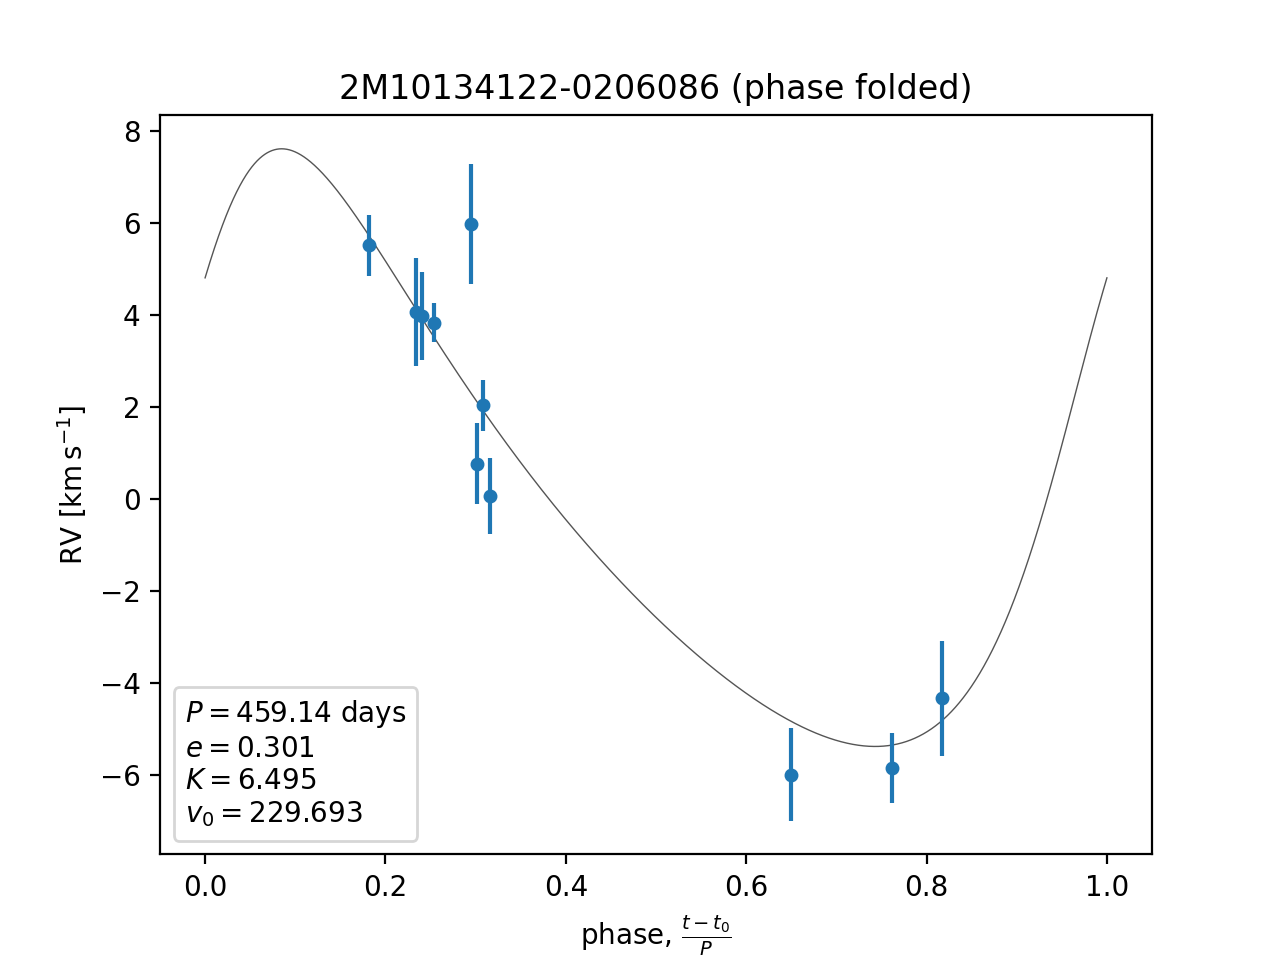 2M10134122-0206086 (phase folded)
RV [km s⁻¹]
8
6
4
2
0
−2
−4
−6
P = 459.14 days
e = 0.301
K = 6.495
v₀ = 229.693
0.0 0.2 0.4 0.6 0.8 1.0
phase, (t − t₀)/P